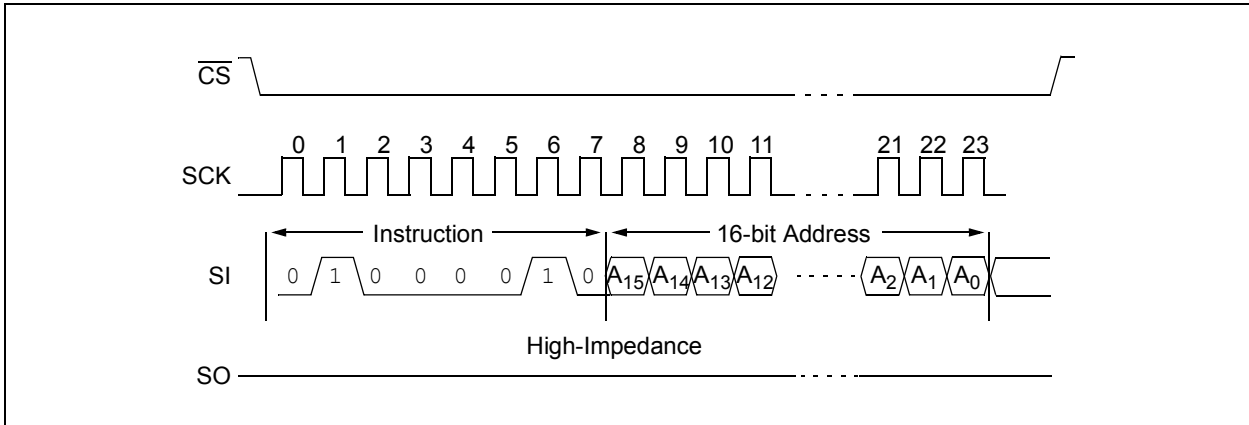 CS
0 1 2 3 4 5 6 7 8 9 10 11 21 22 23
SCK
Instruction 16-bit Address
SI 0 1 0 0 0 0 1 0 A15 A14 A13 A12 A2 A1 A0
High-Impedance
SO